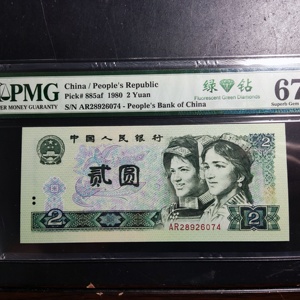 PMG
PAPER MONEY GUARANTY
China / People's Republic
Pick# 885af 1980 2 Yuan
S/N AR28926074 - People's Bank of China
绿钻
Fluorescent Green Diamonds
67
Superb Gem
中国人民银行
2
贰圆
2
AR28926074
2